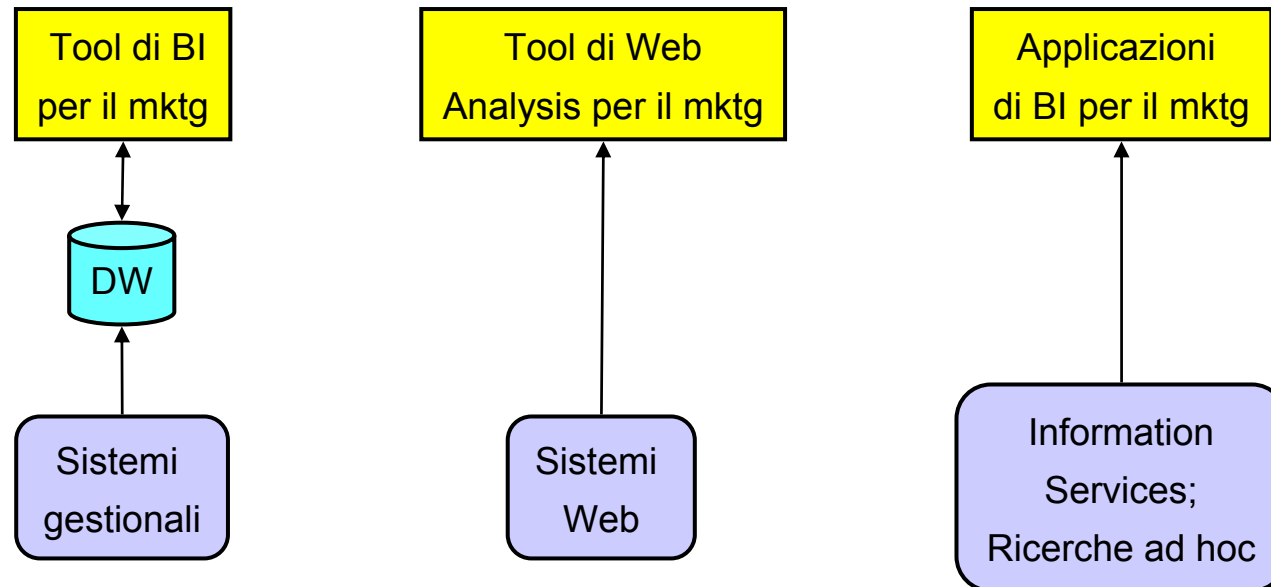 Tool di BI
per il mktg
Tool di Web
Analysis per il mktg
Applicazioni
di BI per il mktg
DW
Sistemi
gestionali
Sistemi
Web
Information
Services;
Ricerche ad hoc